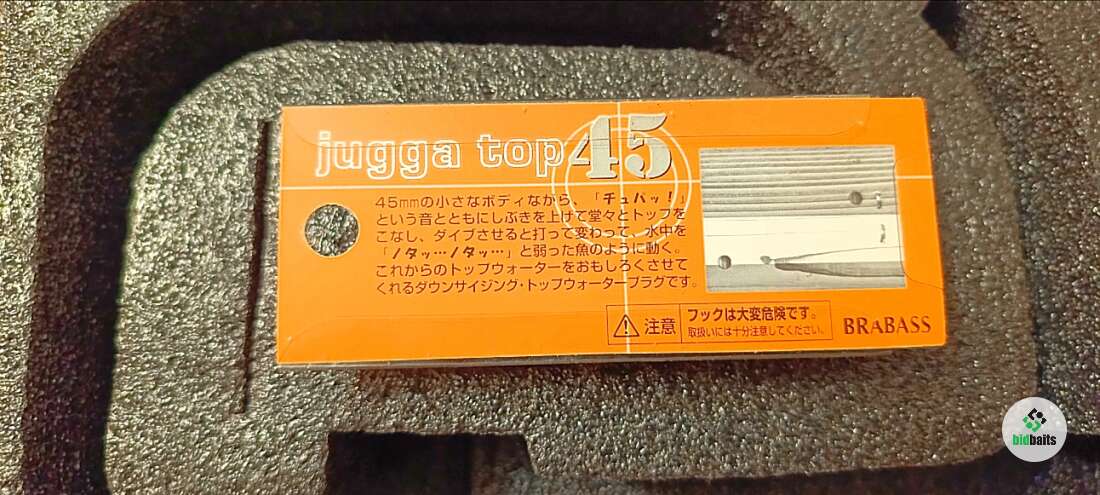 jugga top 45
45mmの小さなボディながら、「チュパッ!」
という音とともにしぶきを上げて堂々とトップを
こなし、ダイブさせると打って変わって、水中を
「ノタッ…ノタッ…」と弱った魚のように動く。
これからのトップウォーターをおもしろくさせて
くれるダウンサイジング・トップウォータープラグです。
注意
フックは大変危険です。
取扱いには十分注意してください。
BRABASS
bidbaits